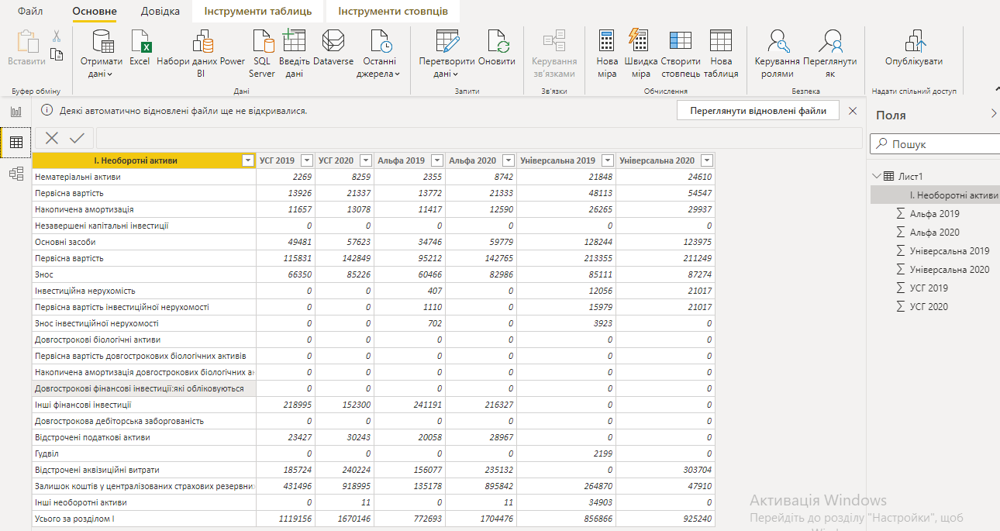 Файл Основне Довідка Інструменти таблиць Інструменти стовпців
Вставити Отримати дані Excel Набори даних Power BI SQL Server Введіть дані Dataverse Останні джерела Перетворити дані Оновити Керування зв'язками Нова міра Швидка міра Створити стовпець Нова таблиця Керування ролями Переглянути як Опублікувати
Буфер обміну Дані Запити Зв'язки Обчислення Безпека Надати спільний доступ
Деякі автоматично відновлені файли ще не відкривалися. Переглянути відновлені файли
І. Необоротні активи УСГ 2019 УСГ 2020 Альфа 2019 Альфа 2020 Універсальна 2019 Універсальна 2020
Нематеріальні активи 2269 8259 2355 8742 21848 24610
Первісна вартість 13926 21337 13772 21333 48113 54547
Накопичена амортизація 11657 13078 11417 12590 26265 29937
Незавершені капітальні інвестиції 0 0 0 0 0 0
Основні засоби 49481 57623 34746 59779 128244 123975
Первісна вартість 115831 142849 95212 142765 213355 211249
Знос 66350 85226 60466 82986 85111 87274
Інвестиційна нерухомість 0 0 407 0 12056 21017
Первісна вартість інвестиційної нерухомості 0 0 1110 0 15979 21017
Знос інвестиційної нерухомості 0 0 702 0 3923 0
Довгострокові біологічні активи 0 0 0 0 0 0
Первісна вартість довгострокових біологічних активів 0 0 0 0 0 0
Накопичена амортизація довгострокових біологічних ак 0 0 0 0 0 0
Довгострокові фінансові інвестиції:які обліковуються 0 0 0 0 0 0
Інші фінансові інвестиції 218995 152300 241191 216327 0 0
Довгострокова дебіторська заборгованість 0 0 0 0 0 0
Відстрочені податкові активи 23427 30243 20058 28967 0 0
Гудвіл 0 0 0 0 2199 0
Відстрочені аквізиційні витрати 185724 240224 156077 235132 0 303704
Залишок коштів у централізованих страхових резервни 431496 918995 135178 895842 264870 47910
Інші необоротні активи 0 11 0 11 34903 0
Усього за розділом І 1119156 1670146 772693 1704476 856866 925240
Поля
Пошук
Лист1
І. Необоротні активи
Альфа 2019
Альфа 2020
Універсальна 2019
Універсальна 2020
УСГ 2019
УСГ 2020
Активація Windows
Перейдіть до розділу "Настройки", щоб